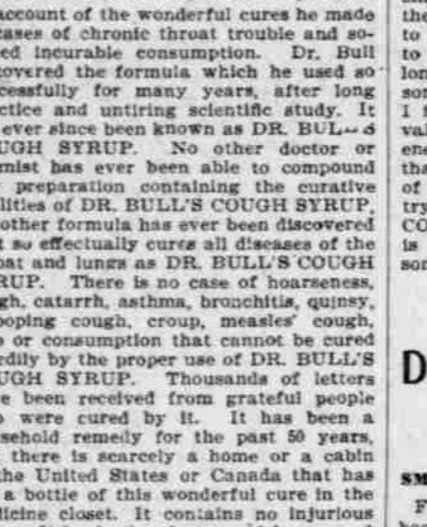 account of the wonderful cures he made
cases of chronic throat trouble and so-
ed incurable consumption. Dr. Bull
covered the formula which he used so
cessfully for many years, after long
ctice and untiring scientific study. It
ever since been known as DR. BULL'S
UGH SYRUP. No other doctor or
mist has ever been able to compound
preparation containing the curative
lities of DR. BULL'S COUGH SYRUP,
other formula has ever been discovered
t so effectually cures all diseases of the
oat and lungs as DR. BULL'S COUGH
RUP. There is no case of hoarseness,
gh, catarrh, asthma, bronchitis, quinsy,
ooping cough, croup, measles' cough,
or consumption that cannot be cured
dily by the proper use of DR. BULL'S
UGH SYRUP. Thousands of letters
e been received from grateful people
o were cured by it. It has been a
sehold remedy for the past 50 years,
there is scarcely a home or a cabin
the United States or Canada that has
a bottle of this wonderful cure in the
dicine closet. It contains no injurious
the
to
to
lon
som
I f
val
ene
tha
of
try
CO
is
som
D
SM
F